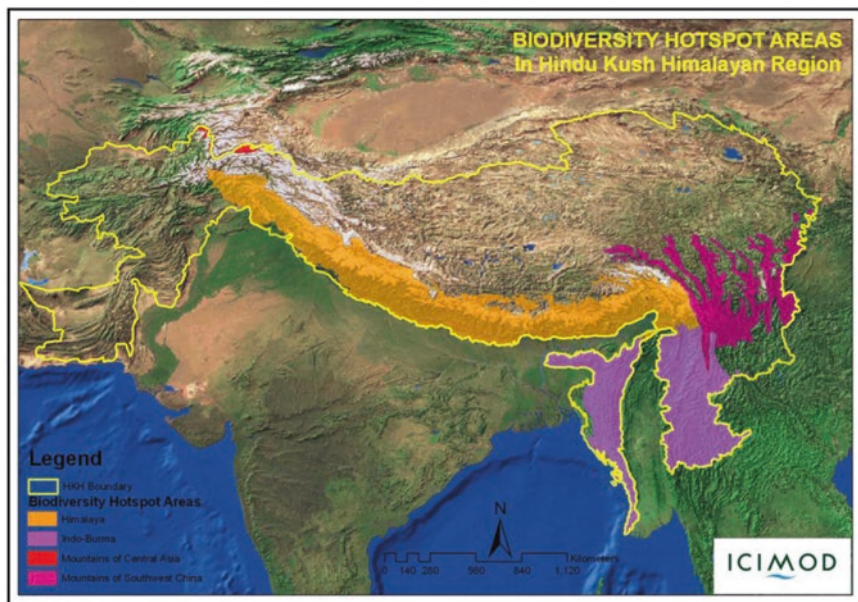 BIODIVERSITY HOTSPOT AREAS
In Hindu Kush Himalayan Region
Legend
HKH Boundary
Biodiversity Hotspot Areas
Himalaya
Indo-Burma
Mountains of Central Asia
Mountains of Southwest China
N
Kilometers
0 140 280 560 840 1,120
ICIMOD